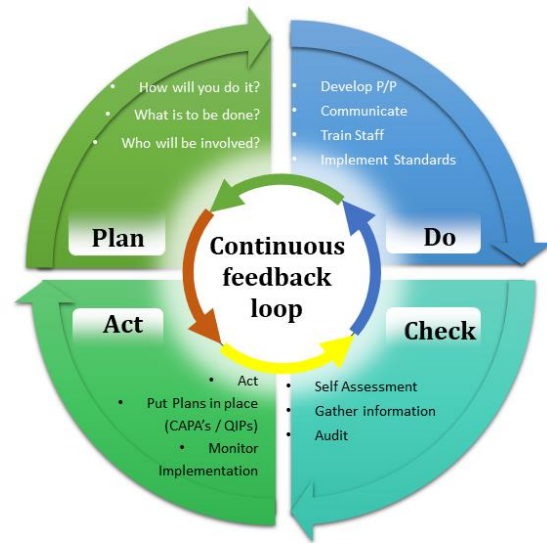 • How will you do it?
• What is to be done?
• Who will be involved?
Plan
• Develop P/P
• Communicate
• Train Staff
• Implement Standards
Do
Continuous
feedback
loop
Act
• Act
• Put Plans in place
(CAPA's / QIPs)
• Monitor
Implementation
Check
• Self Assessment
• Gather information
• Audit